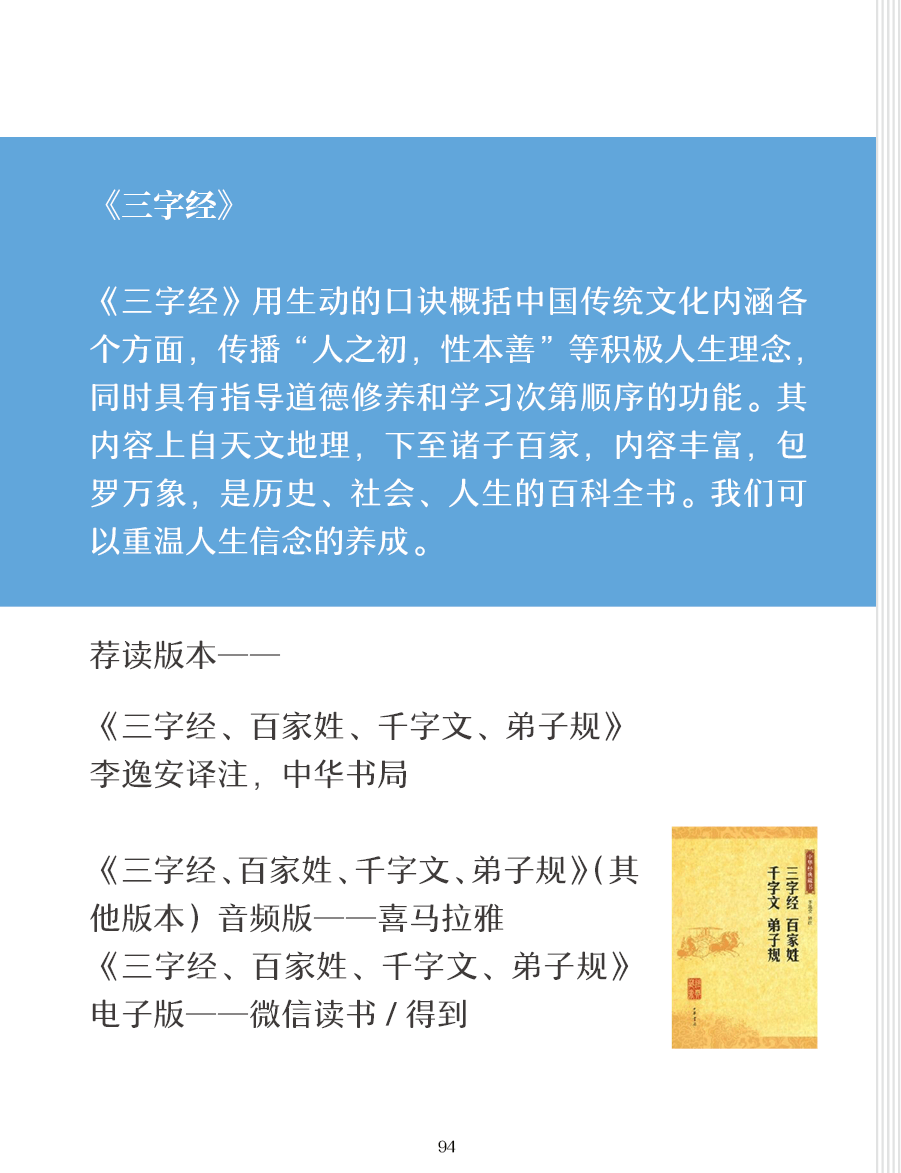 《三字经》
《三字经》用生动的口诀概括中国传统文化内涵各
个方面，传播“人之初，性本善”等积极人生理念，
同时具有指导道德修养和学习次第顺序的功能。其
内容上自天文地理，下至诸子百家，内容丰富，包
罗万象，是历史、社会、人生的百科全书。我们可
以重温人生信念的养成。
荐读版本——
《三字经、百家姓、千字文、弟子规》
李逸安译注，中华书局
《三字经、百家姓、千字文、弟子规》（其
他版本）音频版——喜马拉雅
《三字经、百家姓、千字文、弟子规》
电子版——微信读书 / 得到
中华经典藏书
三字经 百家姓
千字文 弟子规
中华书局
94